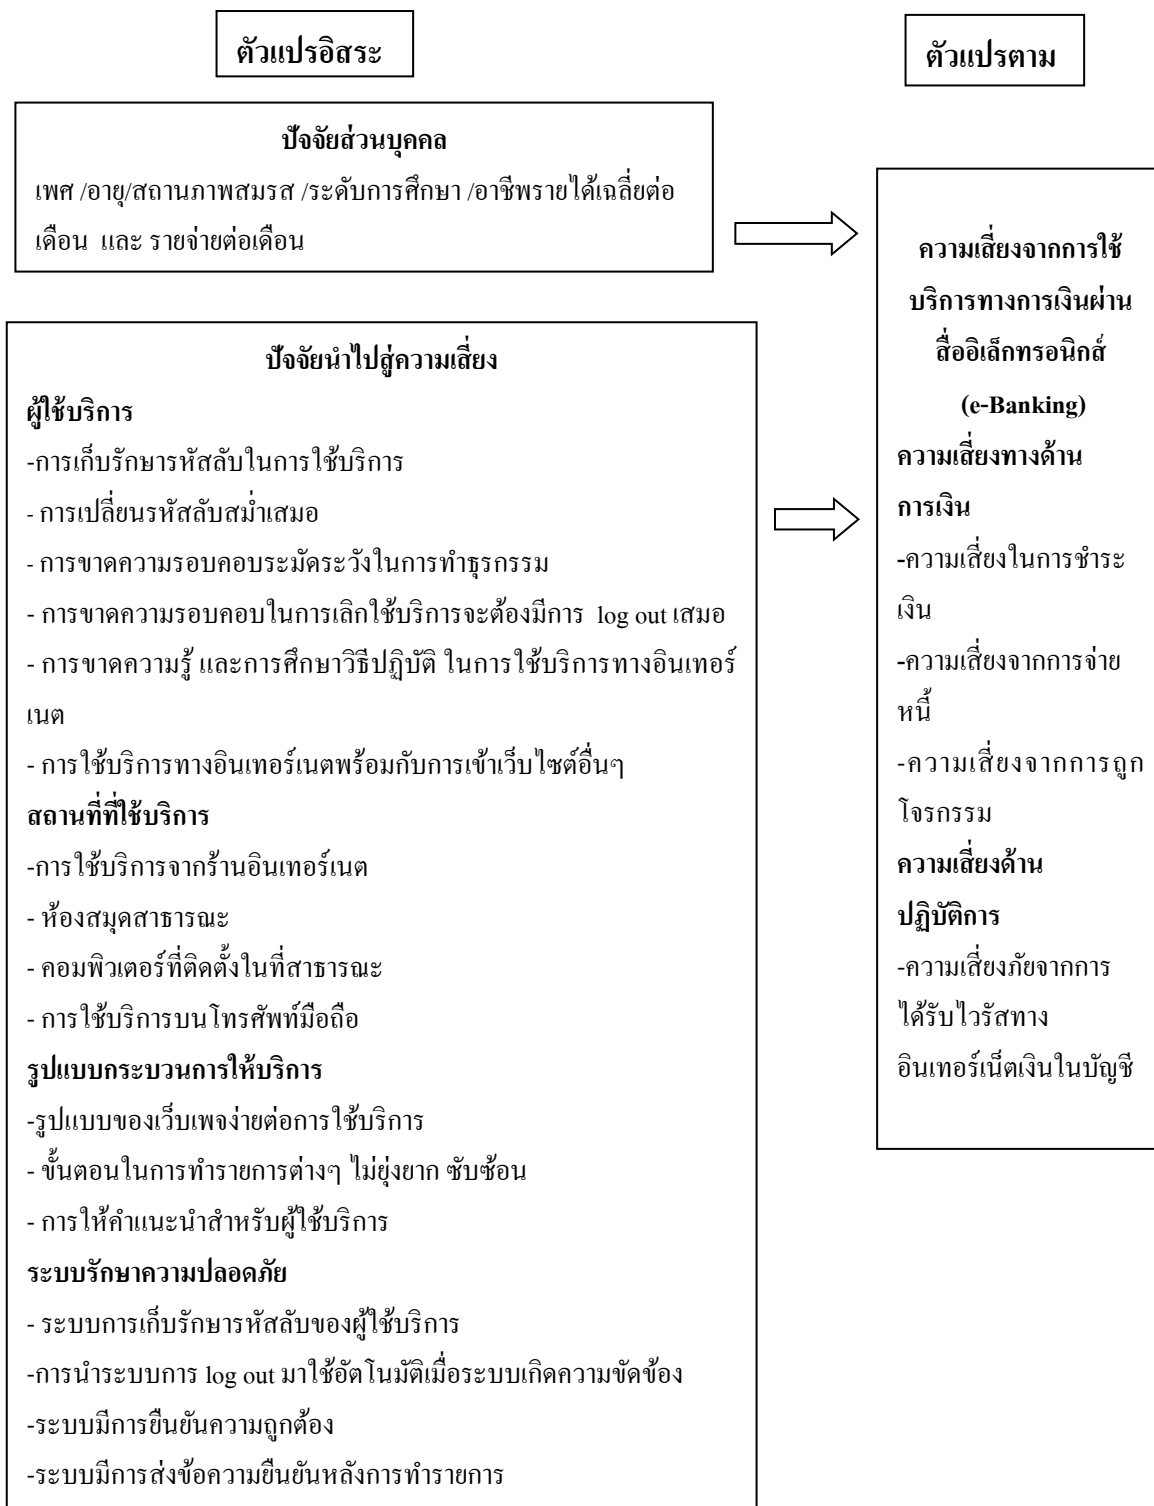 ตัวแปรอิสระ
ตัวแปรตาม
ปัจจัยส่วนบุคคล
เพศ /อายุ/สถานภาพสมรส /ระดับการศึกษา /อาชีพรายได้เฉลี่ยต่อ
เดือน และ รายจ่ายต่อเดือน
ปัจจัยนำไปสู่ความเสี่ยง
ผู้ใช้บริการ
-การเก็บรักษารหัสลับในการใช้บริการ
- การเปลี่ยนรหัสลับสม่ำเสมอ
- การขาดความรอบคอบระมัดระวังในการทำธุรกรรม
- การขาดความรอบคอบในการเลิกใช้บริการจะต้องมีการ log out เสมอ
- การขาดความรู้ และการศึกษาวิธีปฏิบัติ ในการใช้บริการทางอินเทอร์
เนต
- การใช้บริการทางอินเทอร์เนตพร้อมกับการเข้าเว็บไซต์อื่นๆ
สถานที่ที่ใช้บริการ
-การใช้บริการจากร้านอินเทอร์เนต
- ห้องสมุดสาธารณะ
- คอมพิวเตอร์ที่ติดตั้งในที่สาธารณะ
- การใช้บริการบนโทรศัพท์มือถือ
รูปแบบกระบวนการให้บริการ
-รูปแบบของเว็บเพจง่ายต่อการใช้บริการ
- ขั้นตอนในการทำรายการต่างๆ ไม่ยุ่งยาก ซับซ้อน
- การให้คำแนะนำสำหรับผู้ใช้บริการ
ระบบรักษาความปลอดภัย
- ระบบการเก็บรักษารหัสลับของผู้ใช้บริการ
-การนำระบบการ log out มาใช้อัตโนมัติเมื่อระบบเกิดความขัดข้อง
-ระบบมีการยืนยันความถูกต้อง
-ระบบมีการส่งข้อความยืนยันหลังการทำรายการ
ความเสี่ยงจากการใช้
บริการทางการเงินผ่าน
สื่ออิเล็กทรอนิกส์
(e-Banking)
ความเสี่ยงทางด้าน
การเงิน
-ความเสี่ยงในการชำระ
เงิน
-ความเสี่ยงจากการจ่าย
หนี้
-ความเสี่ยงจากการถูก
โจรกรรม
ความเสี่ยงด้าน
ปฏิบัติการ
-ความเสี่ยงภัยจากการ
ได้รับไวรัสทาง
อินเทอร์เน็ตเงินในบัญชี